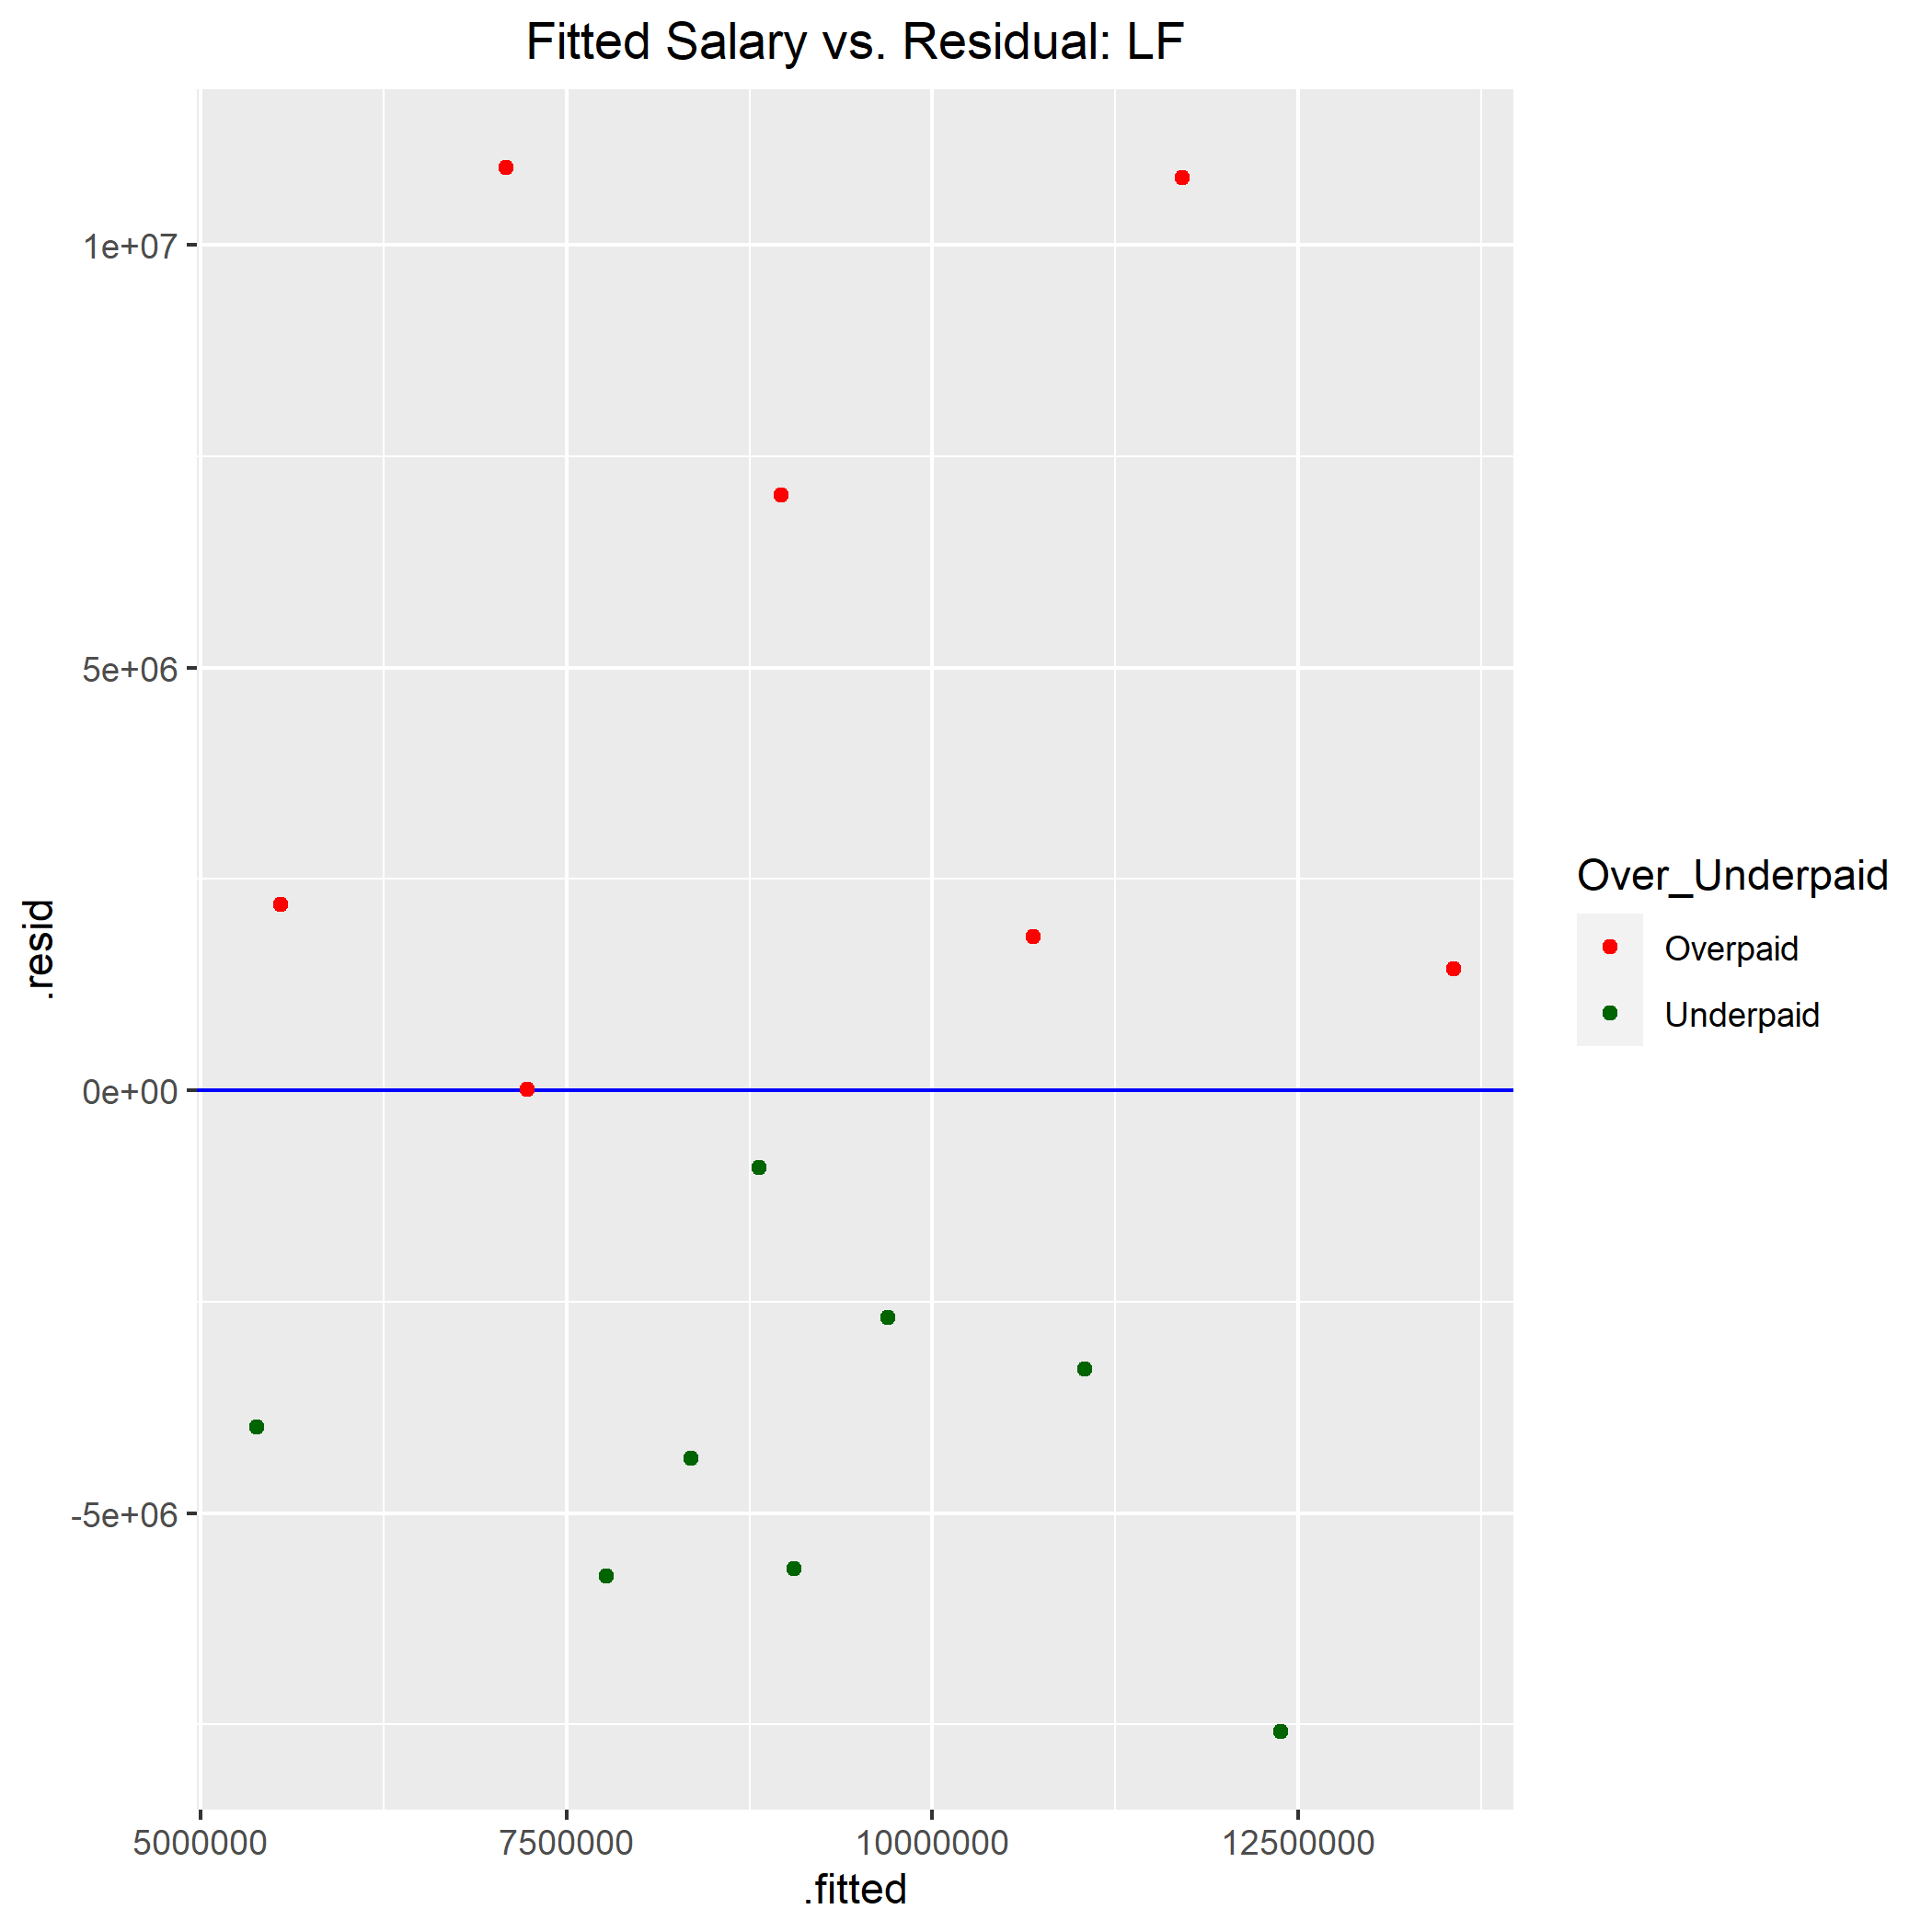 Fitted Salary vs. Residual: LF
1e+07
5e+06
0e+00
-5e+06
.resid
5000000
7500000
10000000
12500000
.fitted
Over_Underpaid
Overpaid
Underpaid